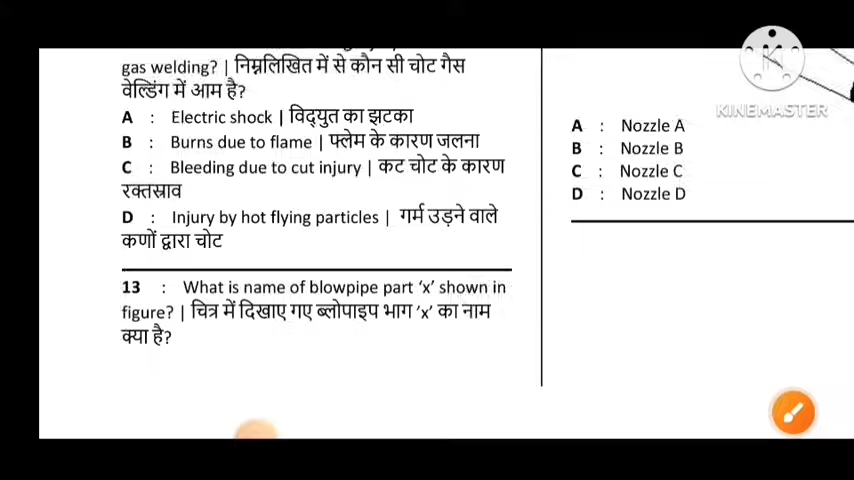 gas welding? | निम्नलिखित में से कौन सी चोट गैस
वेल्डिंग में आम है?
A : Electric shock | विद्युत का झटका
B : Burns due to flame | फ्लेम के कारण जलना
C : Bleeding due to cut injury | कट चोट के कारण
रक्तस्राव
D : Injury by hot flying particles | गर्म उड़ने वाले
कणों द्वारा चोट
13 : What is name of blowpipe part ‘x’ shown in
figure? | चित्र में दिखाए गए ब्लोपाइप भाग ‘x’ का नाम
क्या है?
A : Nozzle A
B : Nozzle B
C : Nozzle C
D : Nozzle D
K
KINEMASTER